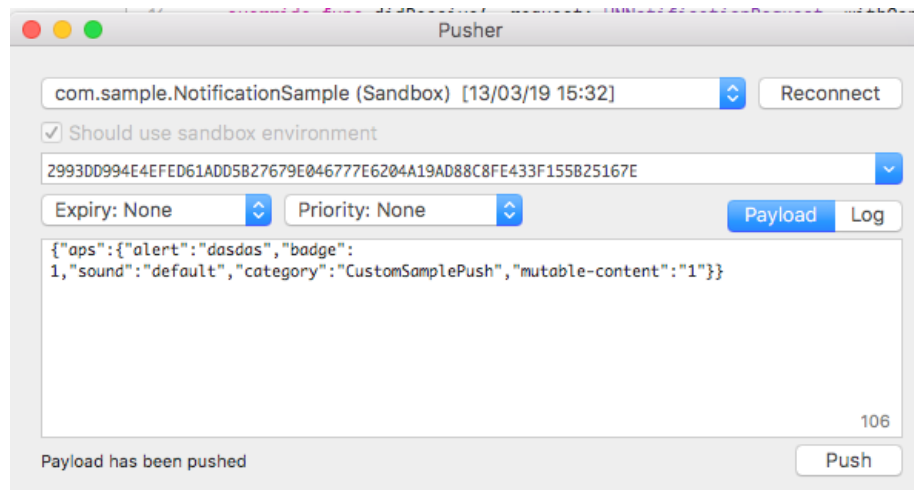 Pusher
com.sample.NotificationSample (Sandbox) [13/03/19 15:32]
Reconnect
Should use sandbox environment
2993DD994E4EFED61ADD5B27679E046777E6204A19AD88C8FE433F155B25167E
Expiry: None
Priority: None
Payload
Log
{"aps":{"alert":"dasdas","badge":
1,"sound":"default","category":"CustomSamplePush","mutable-content":"1"}}
106
Payload has been pushed
Push